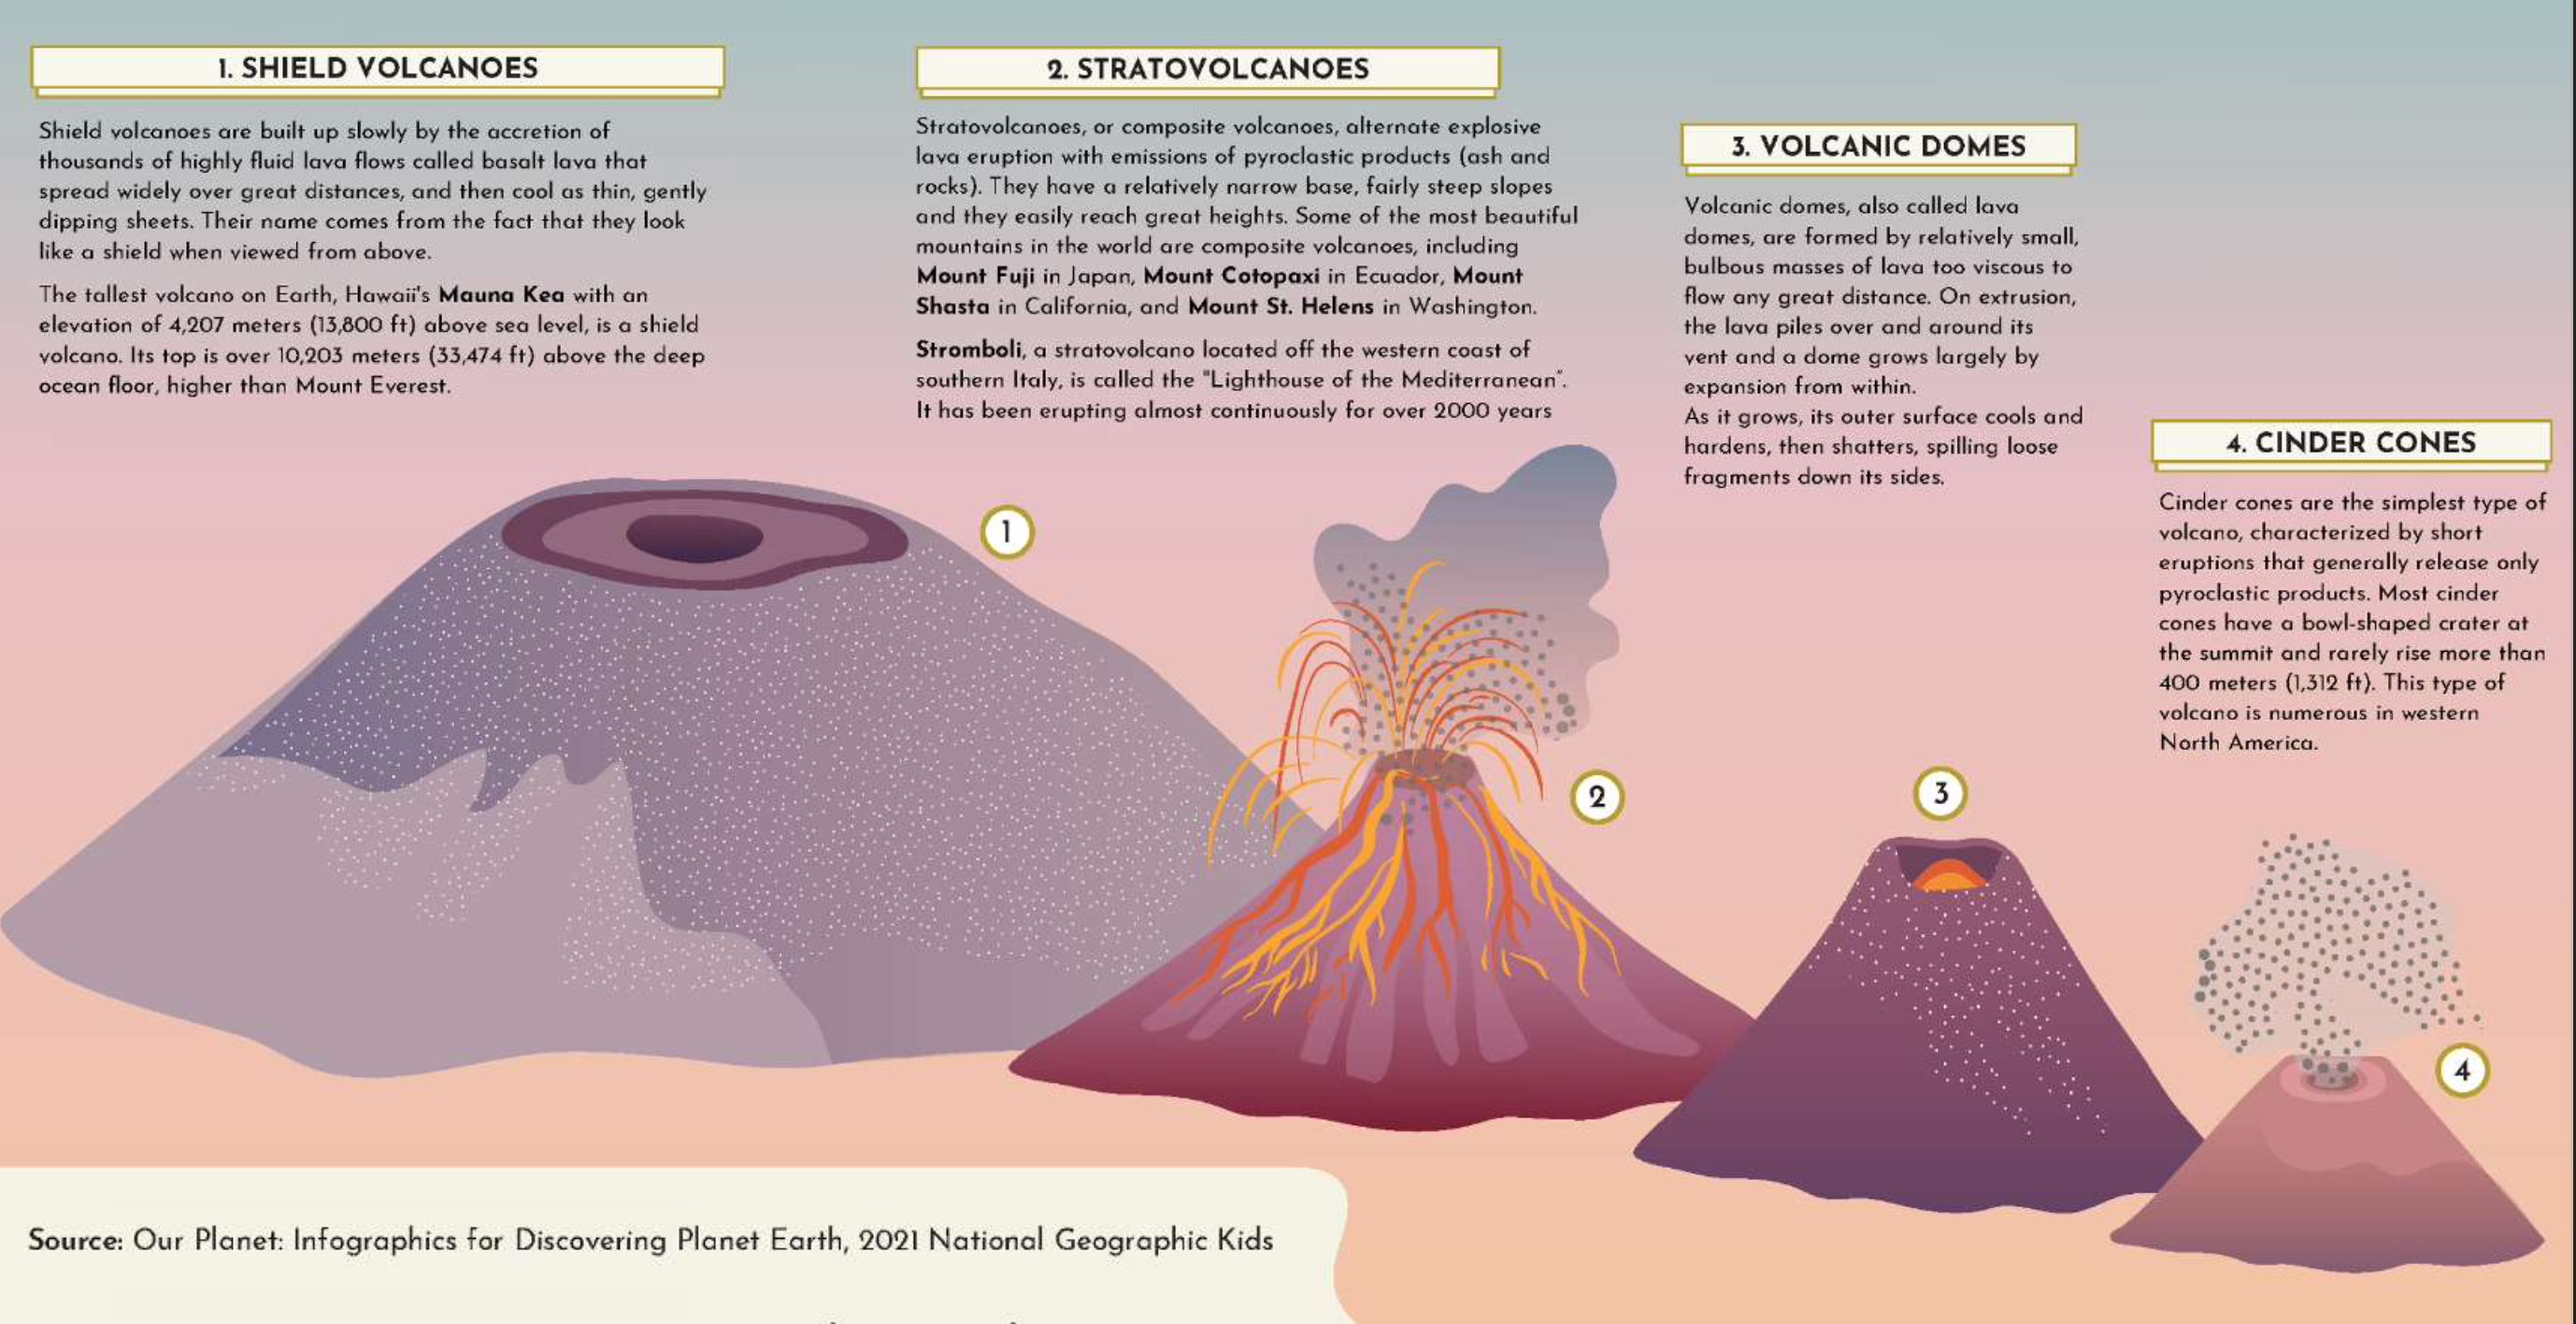 1. SHIELD VOLCANOES
Shield volcanoes are built up slowly by the accretion of
thousands of highly fluid lava flows called basalt lava that
spread widely over great distances, and then cool as thin, gently
dipping sheets. Their name comes from the fact that they look
like a shield when viewed from above.
The tallest volcano on Earth, Hawaii's Mauna Kea with an
elevation of 4,207 meters (13,800 ft) above sea level, is a shield
volcano. Its top is over 10,203 meters (33,474 ft) above the deep
ocean floor, higher than Mount Everest.
2. STRATOVOLCANOES
Stratovolcanoes, or composite volcanoes, alternate explosive
lava eruption with emissions of pyroclastic products (ash and
rocks). They have a relatively narrow base, fairly steep slopes
and they easily reach great heights. Some of the most beautiful
mountains in the world are composite volcanoes, including
Mount Fuji in Japan, Mount Cotopaxi in Ecuador, Mount
Shasta in California, and Mount St. Helens in Washington.
Stromboli, a stratovolcano located off the western coast of
southern Italy, is called the "Lighthouse of the Mediterranean".
It has been erupting almost continuously for over 2000 years
3. VOLCANIC DOMES
Volcanic domes, also called lava
domes, are formed by relatively small,
bulbous masses of lava too viscous to
flow any great distance. On extrusion,
the lava piles over and around its
vent and a dome grows largely by
expansion from within.
As it grows, its outer surface cools and
hardens, then shatters, spilling loose
fragments down its sides.
4. CINDER CONES
Cinder cones are the simplest type of
volcano, characterized by short
eruptions that generally release only
pyroclastic products. Most cinder
cones have a bowl-shaped crater at
the summit and rarely rise more than
400 meters (1,312 ft). This type of
volcano is numerous in western
North America.
1
2
3
4
Source: Our Planet: Infographics for Discovering Planet Earth, 2021 National Geographic Kids